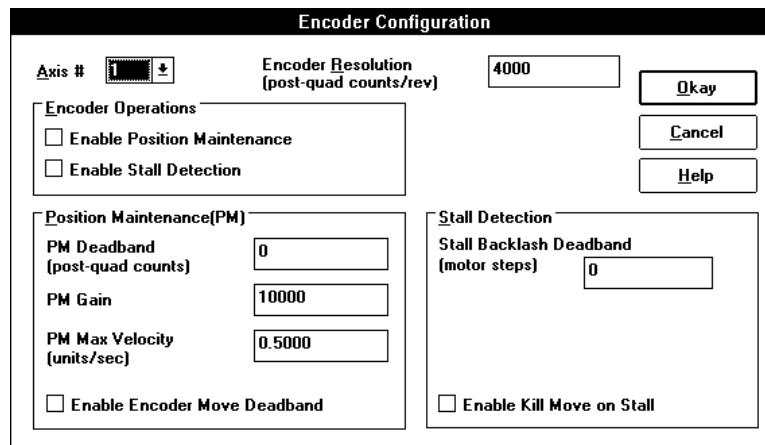 Encoder Configuration
Axis # 1
Encoder Resolution
(post-quad counts/rev)
4000
Okay
Cancel
Help
Encoder Operations
Enable Position Maintenance
Enable Stall Detection
Position Maintenance(PM)
PM Deadband
(post-quad counts)
0
PM Gain
10000
PM Max Velocity
(units/sec)
0.5000
Enable Encoder Move Deadband
Stall Detection
Stall Backlash Deadband
(motor steps)
0
Enable Kill Move on Stall